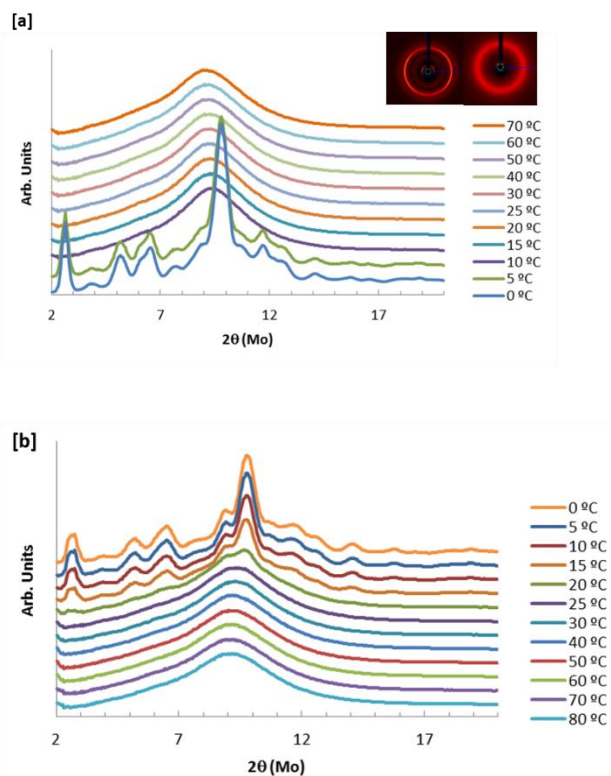 [a]
Arb. Units
70 ºC
60 ºC
50 ºC
40 ºC
30 ºC
25 ºC
20 ºC
15 ºC
10 ºC
5 ºC
0 ºC
2 7 12 17
2θ (Mo)
[b]
Arb. Units
0 ºC
5 ºC
10 ºC
15 ºC
20 ºC
25 ºC
30 ºC
40 ºC
50 ºC
60 ºC
70 ºC
80 ºC
2 7 12 17
2θ (Mo)